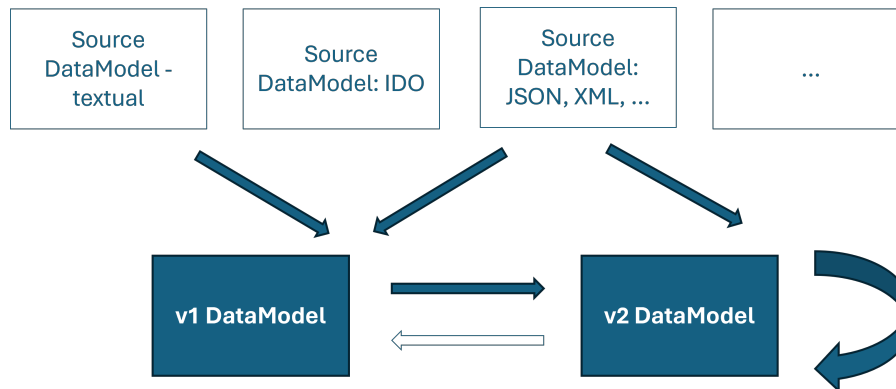 Source
DataModel -
textual
Source
DataModel: IDO
Source
DataModel:
JSON, XML, ...
...
v1 DataModel
v2 DataModel